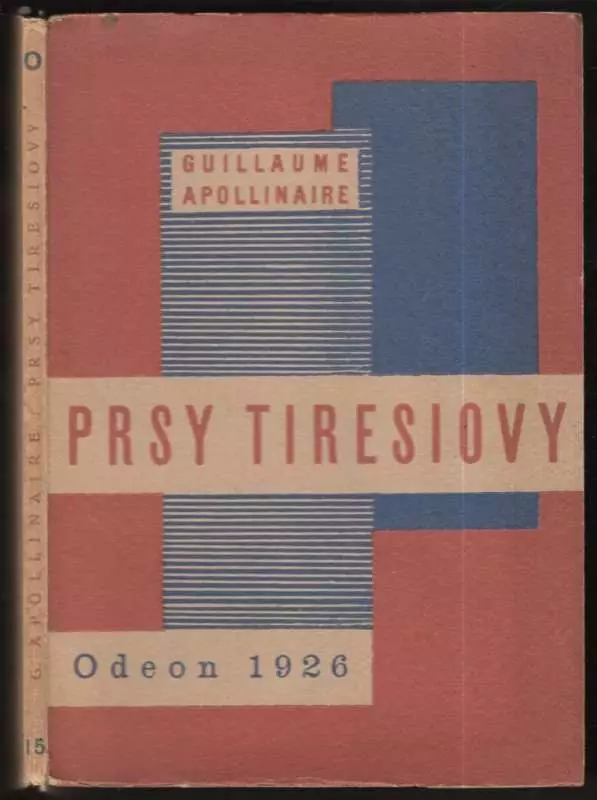 O
G. APOLLINAIRE / PRSY TIRESIOVY
15
GUILLAUME
APOLLINAIRE
PRSY TIRESIOVY
Odeon 1926